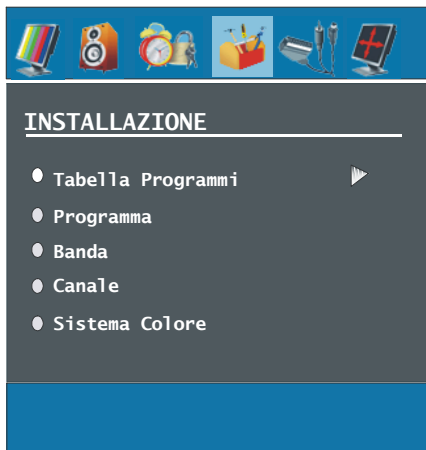 INSTALLAZIONE
Tabella Programmi
Programma
Banda
Canale
Sistema Colore